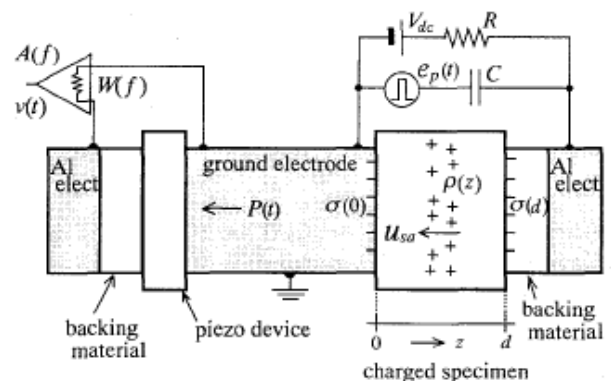 V_dc
R
A(f)
W(f)
e_p(t)
C
v(t)
Al
elect
ground electrode
P(t)
σ(0)
ρ(z)
u_sa
σ(d)
Al
elect
backing
material
piezo device
0
z
d
backing
material
charged specimen